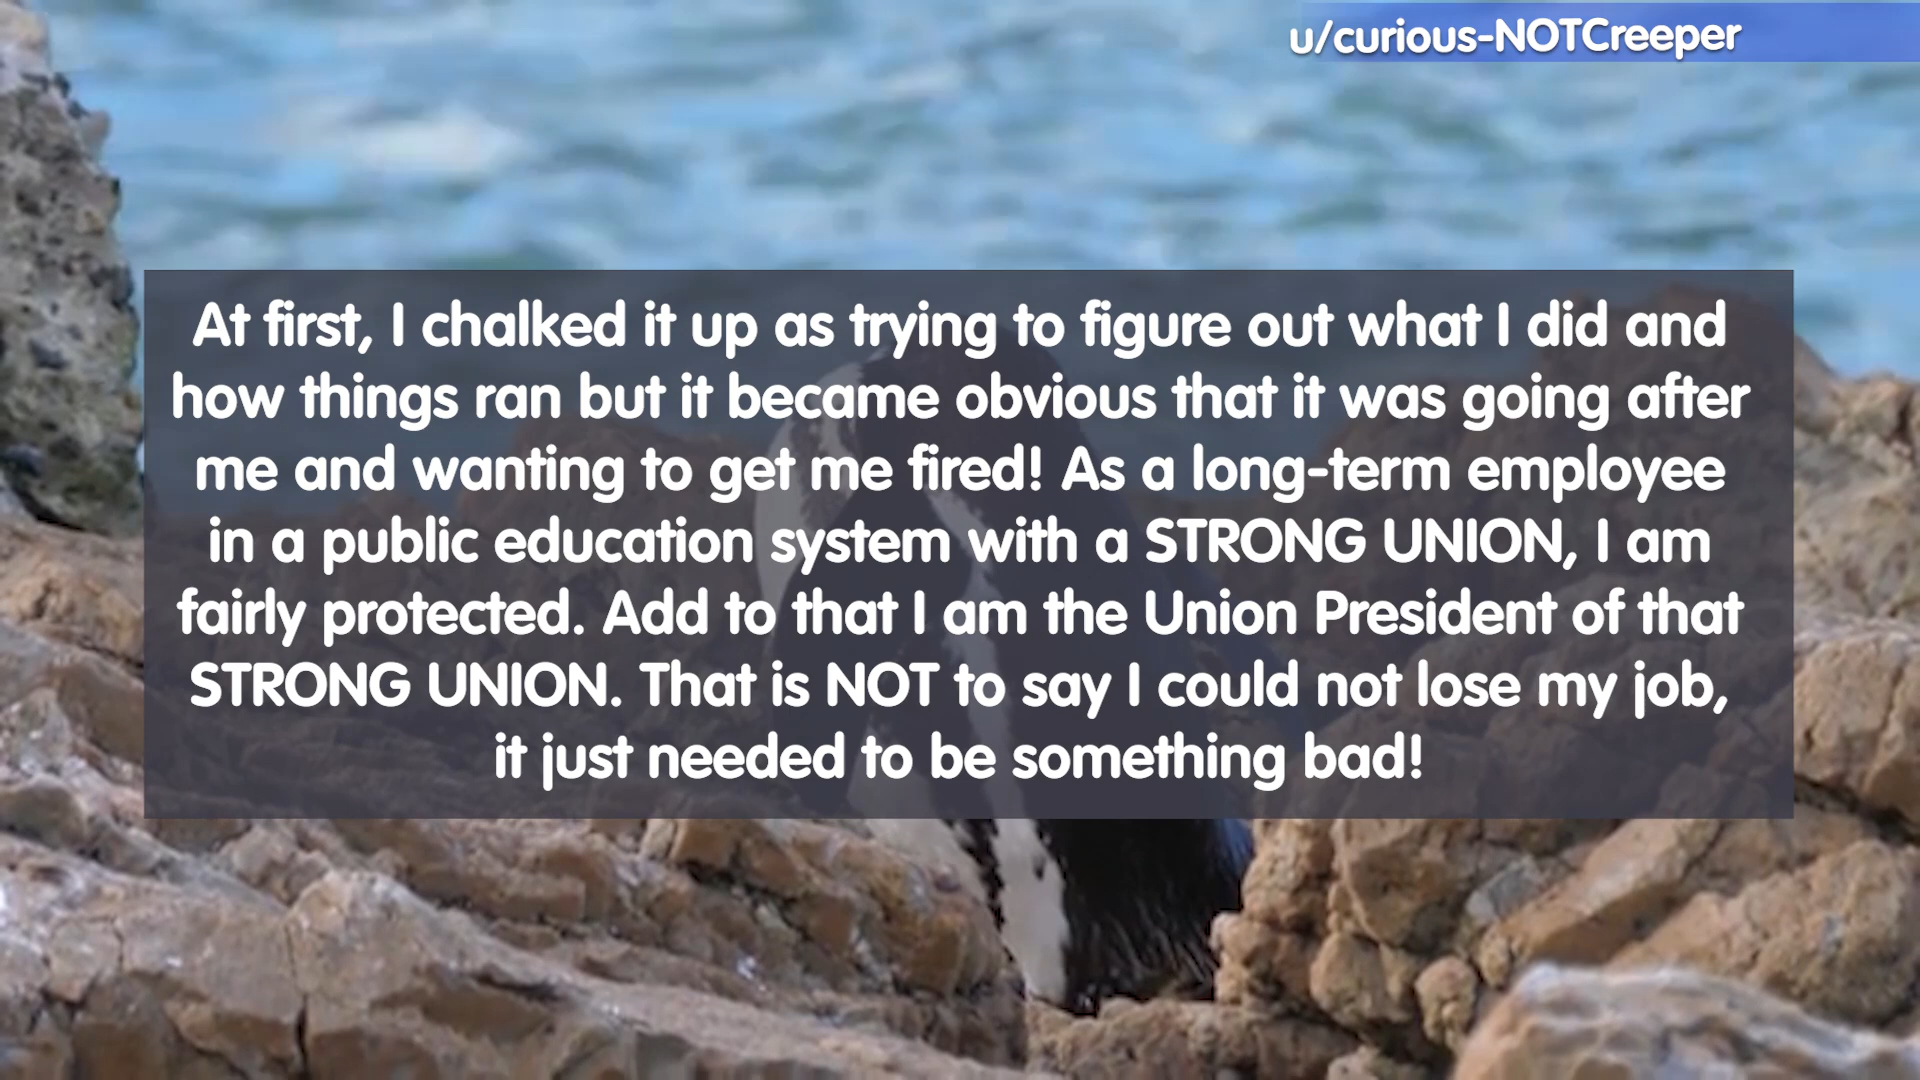 u/curious-NOTCreeper
At first, I chalked it up as trying to figure out what I did and
how things ran but it became obvious that it was going after
me and wanting to get me fired! As a long-term employee
in a public education system with a STRONG UNION, I am
fairly protected. Add to that I am the Union President of that
STRONG UNION. That is NOT to say I could not lose my job,
it just needed to be something bad!